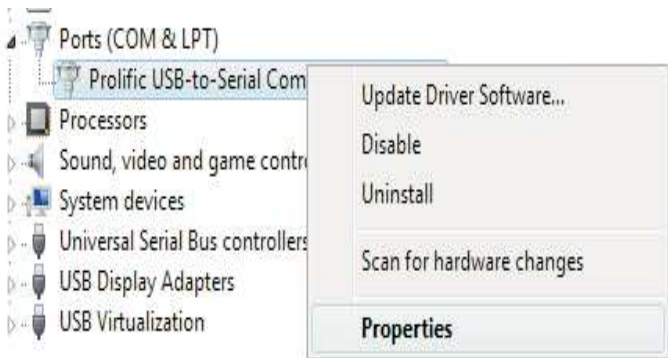 Ports (COM & LPT)
Prolific USB-to-Serial Com
Processors
Sound, video and game contr
System devices
Universal Serial Bus controllers
USB Display Adapters
USB Virtualization
Update Driver Software...
Disable
Uninstall
Scan for hardware changes
Properties